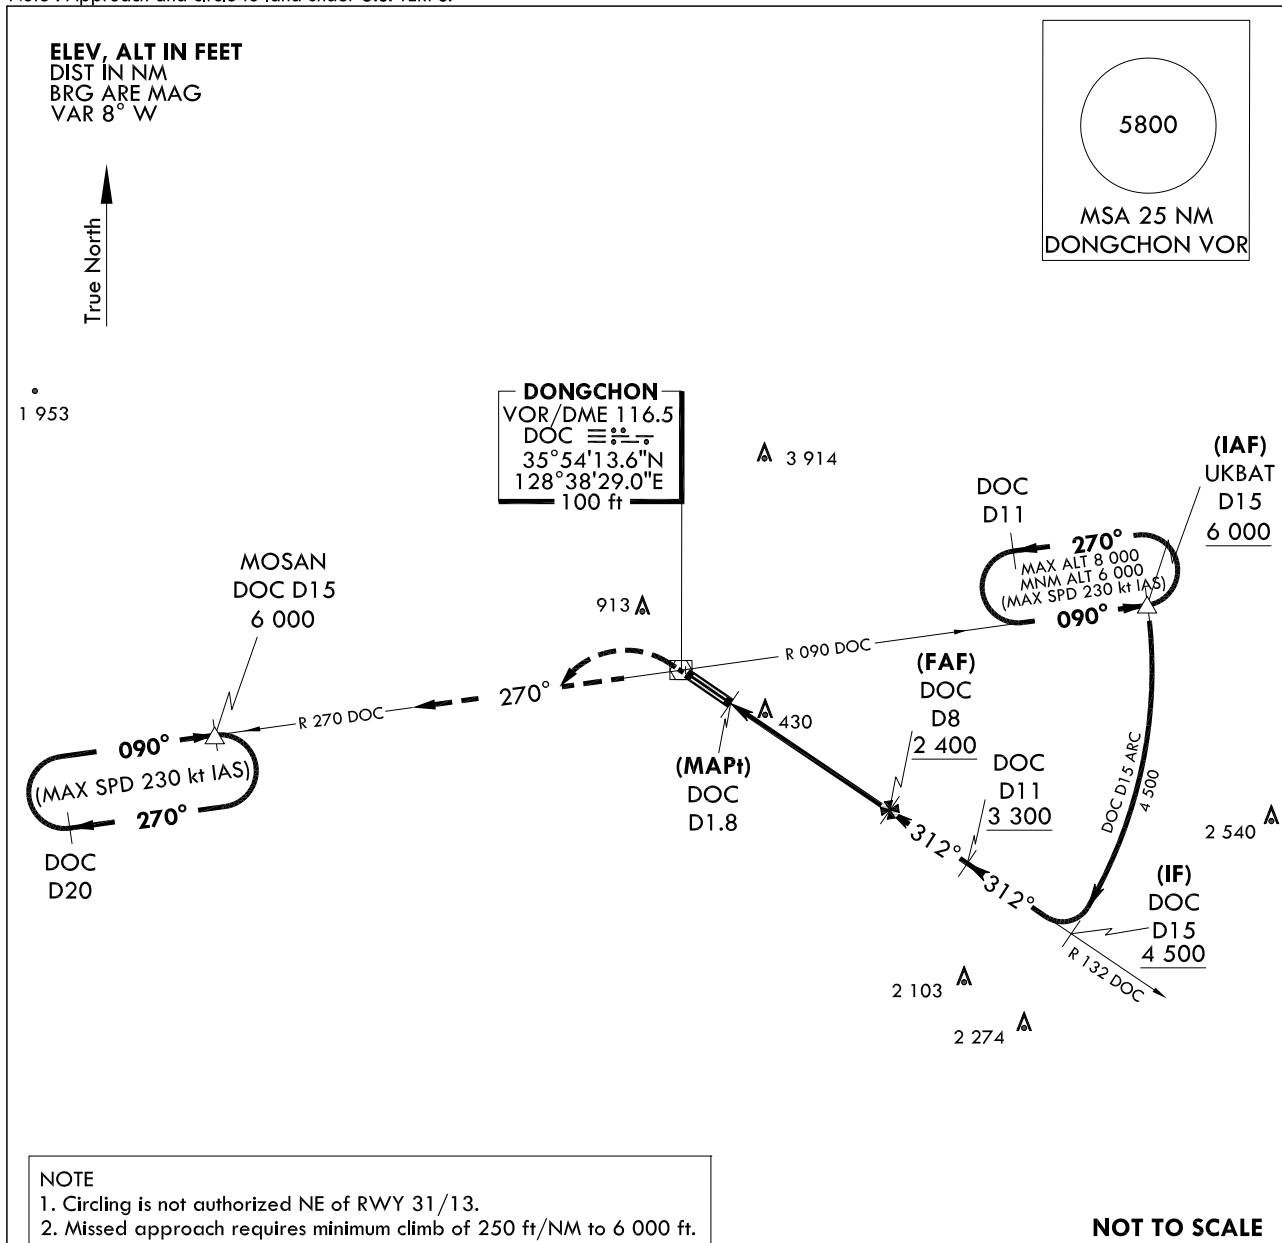 ELEV, ALT IN FEET
DIST IN NM
BRG ARE MAG
VAR 8° W
True North
5800
MSA 25 NM
DONGCHON VOR
1 953
DONGCHON
VOR/DME 116.5
DOC
35°54'13.6"N
128°38'29.0"E
100 ft
3 914
(IAF)
UKBAT
D15
6 000
DOC
D11
270°
MAX ALT 8 000
MNM ALT 6 000
(MAX SPD 230 kt IAS)
090°
MOSAN
DOC D15
6 000
913
R 090 DOC
270°
R 270 DOC
090°
(MAX SPD 230 kt IAS)
270°
DOC
D20
430
(MAPt)
DOC
D1.8
(FAF)
DOC
D8
2 400
DOC
D11
3 300
312°
312°
DOC D15 ARC
4 500
2 540
(IF)
DOC
D15
4 500
R 132 DOC
2 103
2 274
NOTE
1. Circling is not authorized NE of RWY 31/13.
2. Missed approach requires minimum climb of 250 ft/NM to 6 000 ft.
NOT TO SCALE